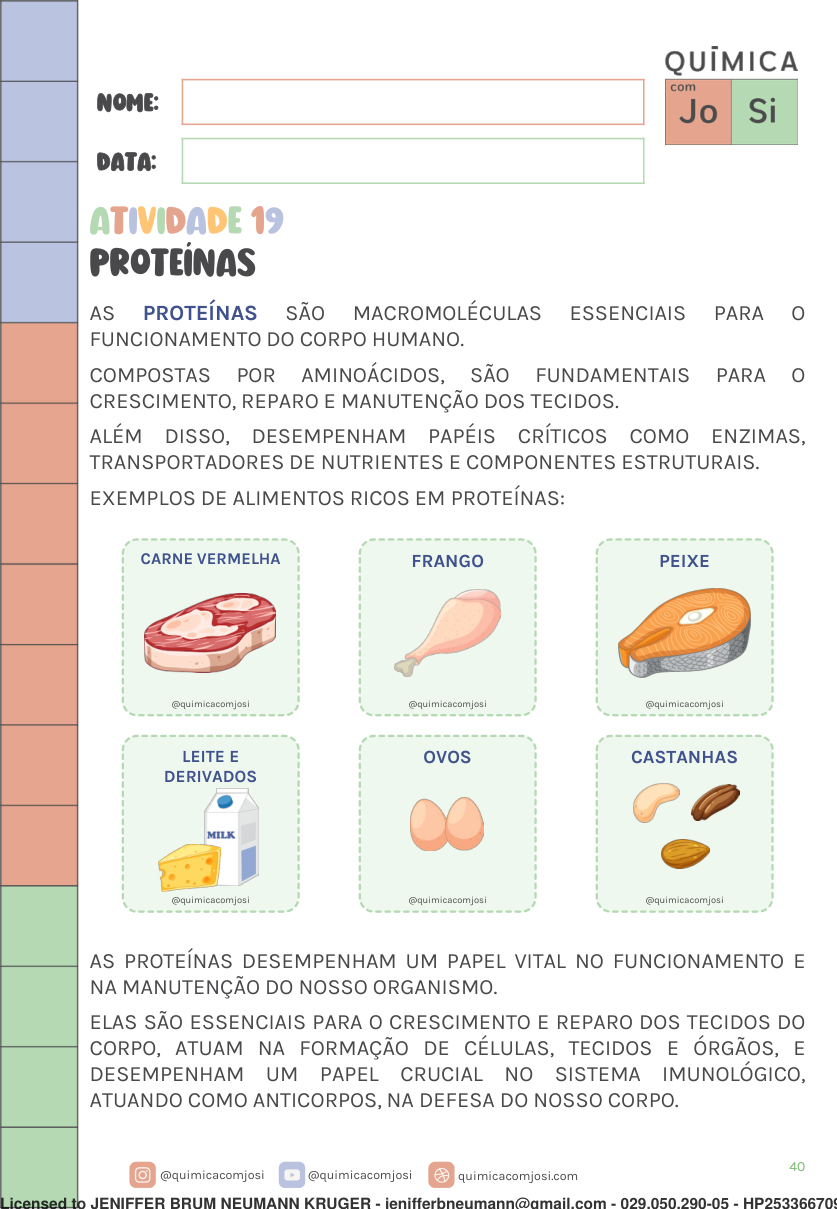 QUÍMICA
com
Jo Si
NOME:
DATA:
ATIVIDADE 19
PROTEÍNAS
AS PROTEÍNAS SÃO MACROMOLÉCULAS ESSENCIAIS PARA O
FUNCIONAMENTO DO CORPO HUMANO.
COMPOSTAS POR AMINOÁCIDOS, SÃO FUNDAMENTAIS PARA O
CRESCIMENTO, REPARO E MANUTENÇÃO DOS TECIDOS.
ALÉM DISSO, DESEMPENHAM PAPÉIS CRÍTICOS COMO ENZIMAS,
TRANSPORTADORES DE NUTRIENTES E COMPONENTES ESTRUTURAIS.
EXEMPLOS DE ALIMENTOS RICOS EM PROTEÍNAS:
CARNE VERMELHA
@quimicacomjosi
FRANGO
@quimicacomjosi
PEIXE
@quimicacomjosi
LEITE E
DERIVADOS
MILK
@quimicacomjosi
OVOS
@quimicacomjosi
CASTANHAS
@quimicacomjosi
AS PROTEÍNAS DESEMPENHAM UM PAPEL VITAL NO FUNCIONAMENTO E
NA MANUTENÇÃO DO NOSSO ORGANISMO.
ELAS SÃO ESSENCIAIS PARA O CRESCIMENTO E REPARO DOS TECIDOS DO
CORPO, ATUAM NA FORMAÇÃO DE CÉLULAS, TECIDOS E ÓRGÃOS, E
DESEMPENHAM UM PAPEL CRUCIAL NO SISTEMA IMUNOLÓGICO,
ATUANDO COMO ANTICORPOS, NA DEFESA DO NOSSO CORPO.
@quimicacomjosi @quimicacomjosi quimicacomjosi.com
40
Licensed to JENIFFER BRUM NEUMANN KRUGER - jenifferbneumann@gmail.com - 029.050.290-05 - HP253366709